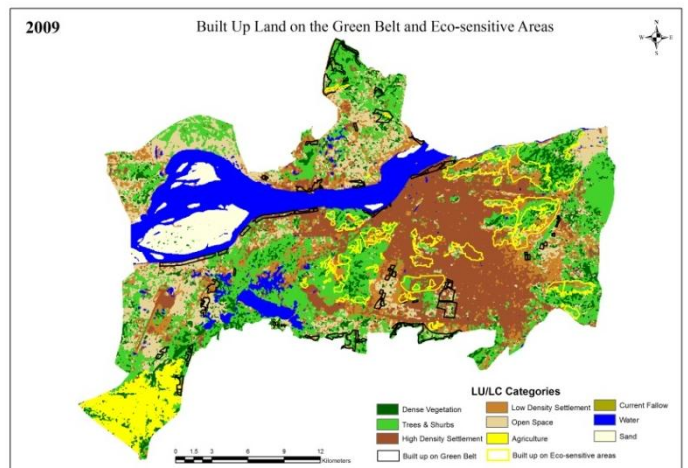 2009
Built Up Land on the Green Belt and Eco-sensitive Areas
N
W E
S
LU/LC Categories
Dense Vegetation
Low Density Settlement
Current Fallow
Trees & Shurbs
Open Space
Water
High Density Settlement
Agriculture
Sand
Built up on Green Belt
Built up on Eco-sensitive areas
0 1.5 3 6 9 12
Kilometers